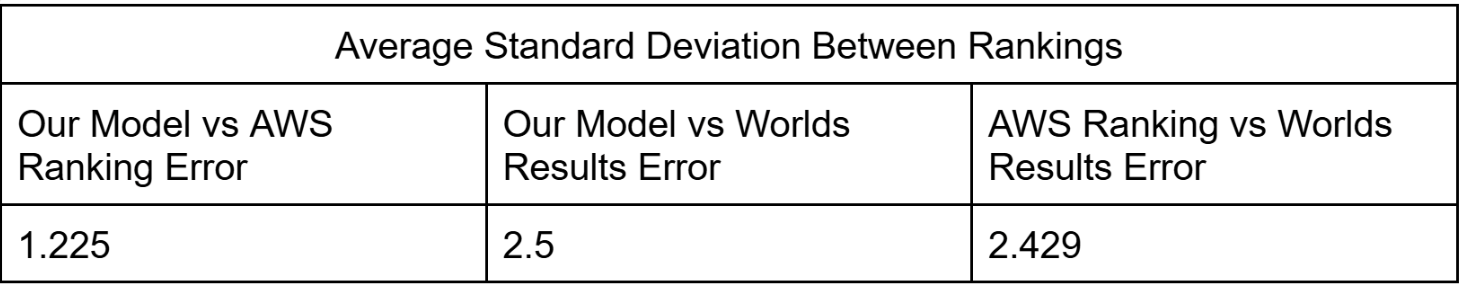 Average Standard Deviation Between Rankings
Our Model vs AWS
Ranking Error
Our Model vs Worlds
Results Error
AWS Ranking vs Worlds
Results Error
1.225
2.5
2.429